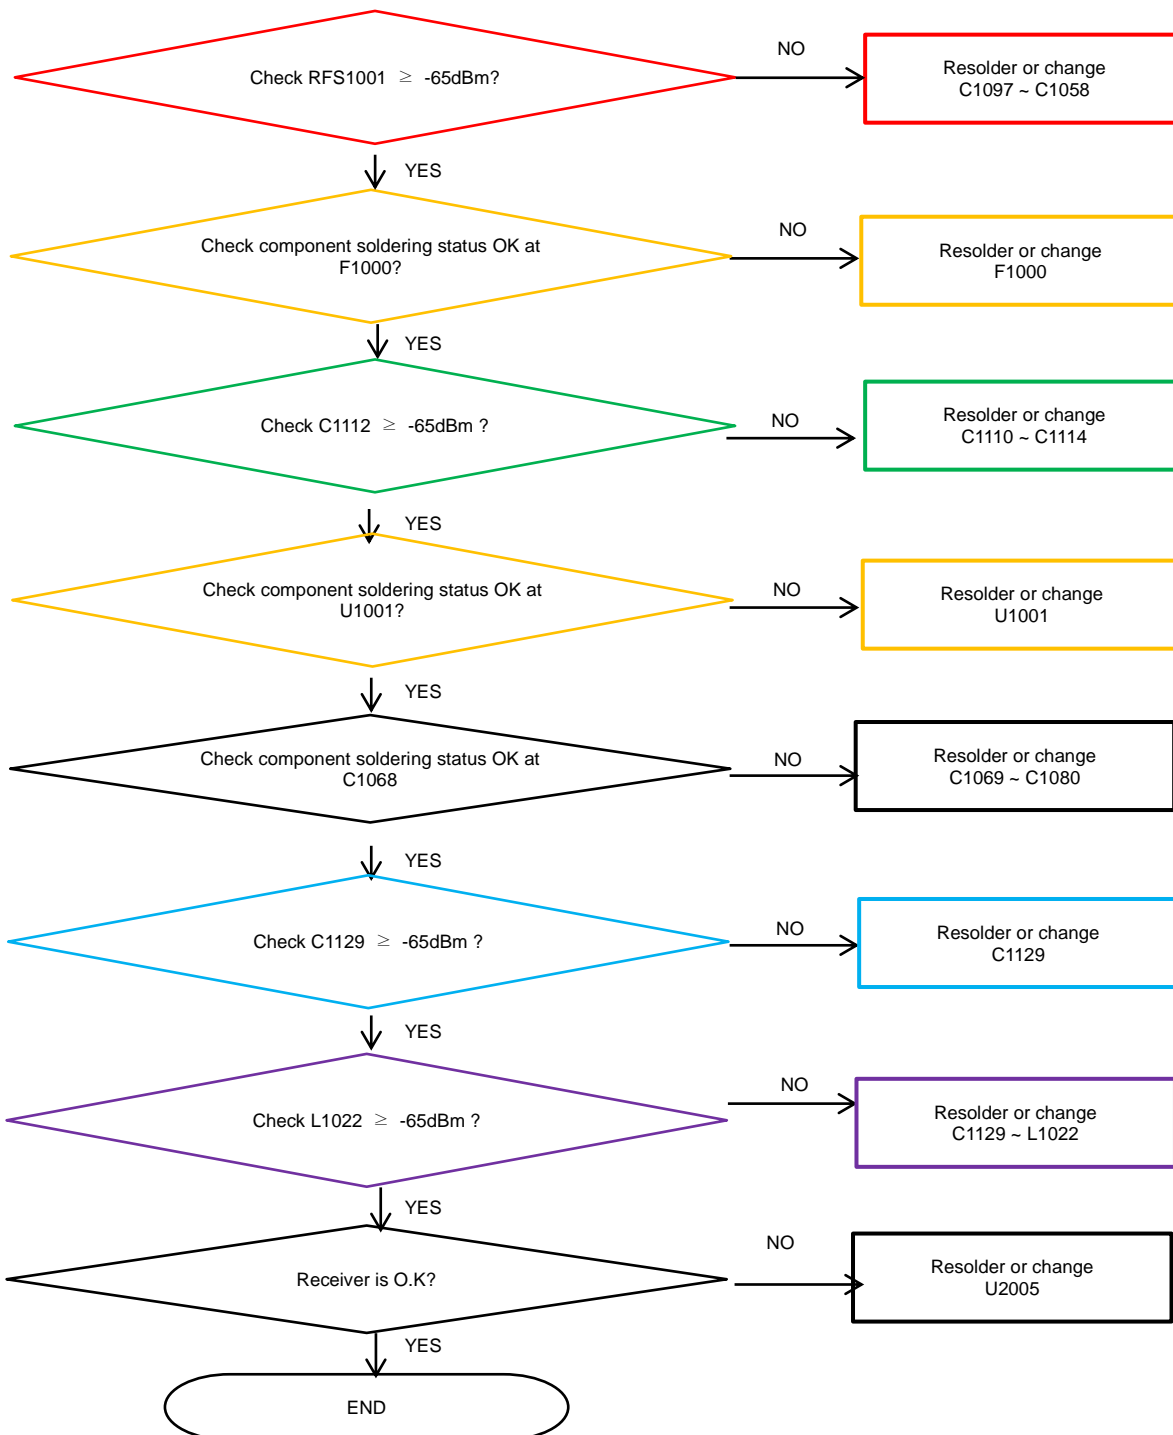 Check RFS1001 ≥ -65dBm?
NO
Resolder or change
C1097 ~ C1058
YES
Check component soldering status OK at
F1000?
NO
Resolder or change
F1000
YES
Check C1112 ≥ -65dBm ?
NO
Resolder or change
C1110 ~ C1114
YES
Check component soldering status OK at
U1001?
NO
Resolder or change
U1001
YES
Check component soldering status OK at
C1068
NO
Resolder or change
C1069 ~ C1080
YES
Check C1129 ≥ -65dBm ?
NO
Resolder or change
C1129
YES
Check L1022 ≥ -65dBm ?
NO
Resolder or change
C1129 ~ L1022
YES
Receiver is O.K?
NO
Resolder or change
U2005
YES
END